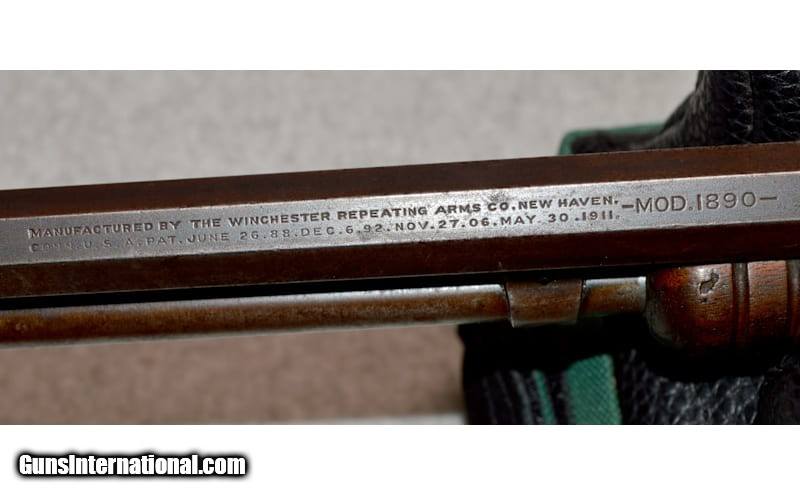 MANUFACTURED BY THE WINCHESTER REPEATING ARMS CO. NEW HAVEN.
CONN. U.S.A. PAT. JUNE 26.88. DEC. 6.92. NOV. 27.06. MAY. 30.1911.
-MOD. 1890-
GunsInternational.com